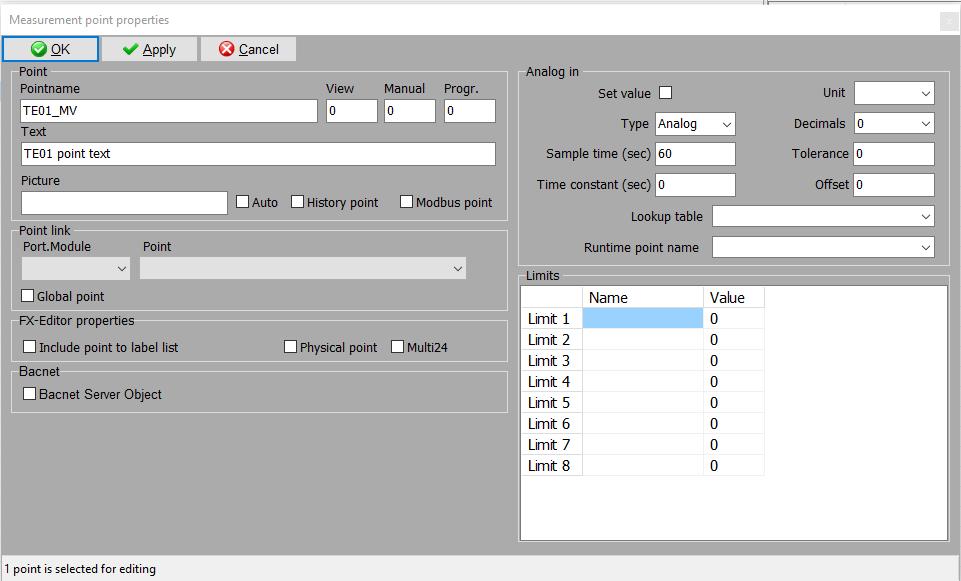 Measurement point properties
x
OK Apply Cancel
Point
Pointname View Manual Progr.
TE01_MV 0 0 0
Text
TE01 point text
Picture
Auto History point Modbus point
Point link
Port.Module Point
Global point
FX-Editor properties
Include point to label list Physical point Multi24
Bacnet
Bacnet Server Object
Analog in
Set value Unit
Type Analog Decimals 0
Sample time (sec) 60 Tolerance 0
Time constant (sec) 0 Offset 0
Lookup table
Runtime point name
Limits
Name Value
Limit 1 0
Limit 2 0
Limit 3 0
Limit 4 0
Limit 5 0
Limit 6 0
Limit 7 0
Limit 8 0
1 point is selected for editing